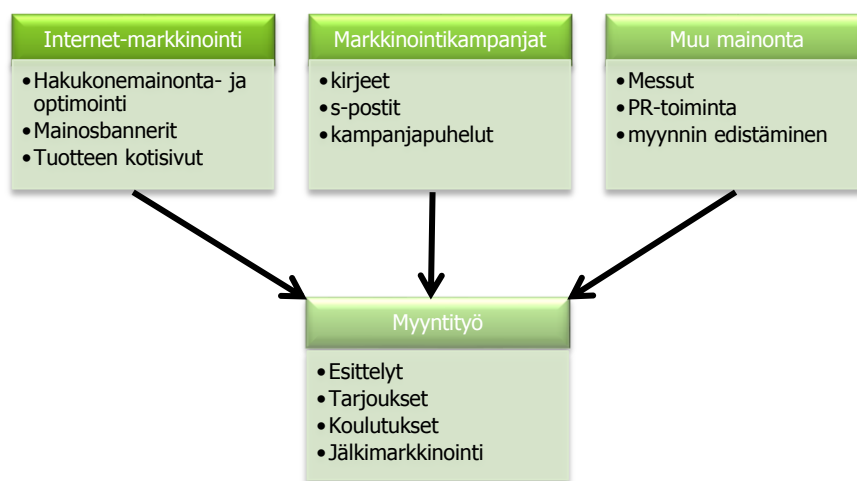 Internet-markkinointi
•Hakukonemainonta- ja
optimointi
•Mainosbannerit
•Tuotteen kotisivut
Markkinointikampanjat
•kirjeet
•s-postit
•kampanjapuhelut
Muu mainonta
•Messut
•PR-toiminta
•myynnin edistäminen
Myyntityö
•Esittelyt
•Tarjoukset
•Koulutukset
•Jälkimarkkinointi